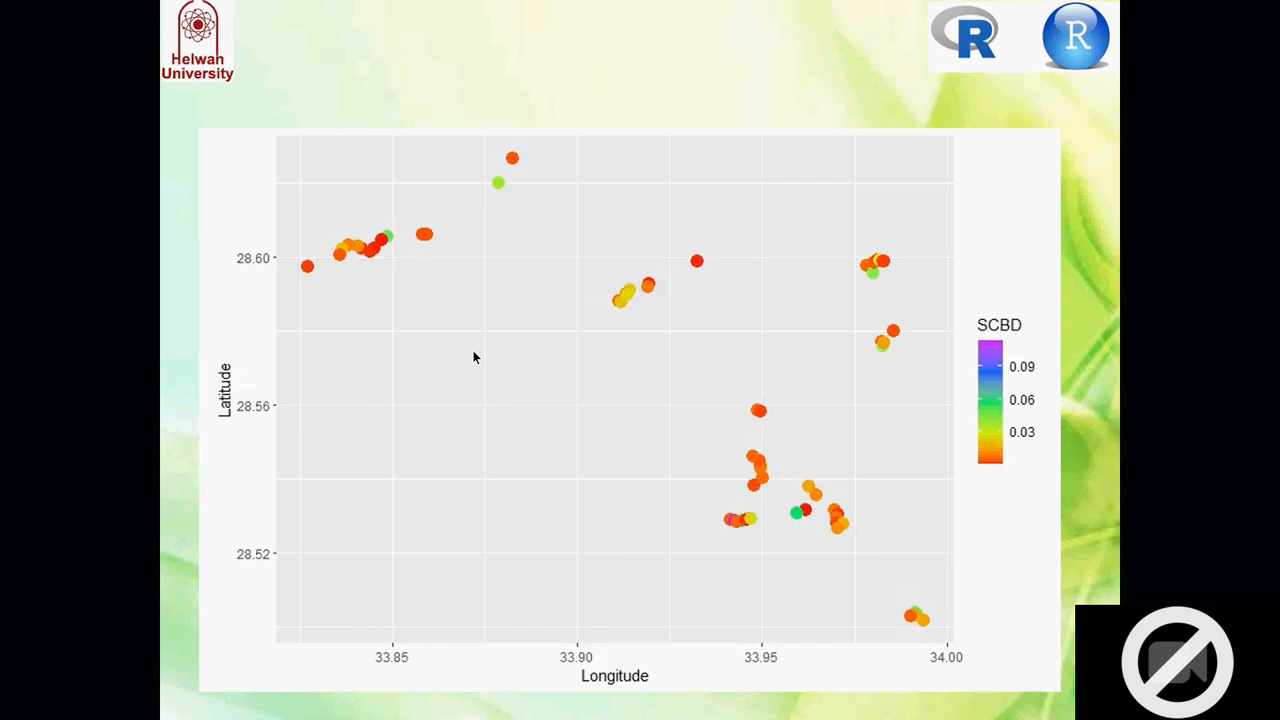 Helwan
University
R
R
28.60
28.56
28.52
Latitude
33.85
33.90
33.95
34.00
Longitude
SCBD
0.09
0.06
0.03